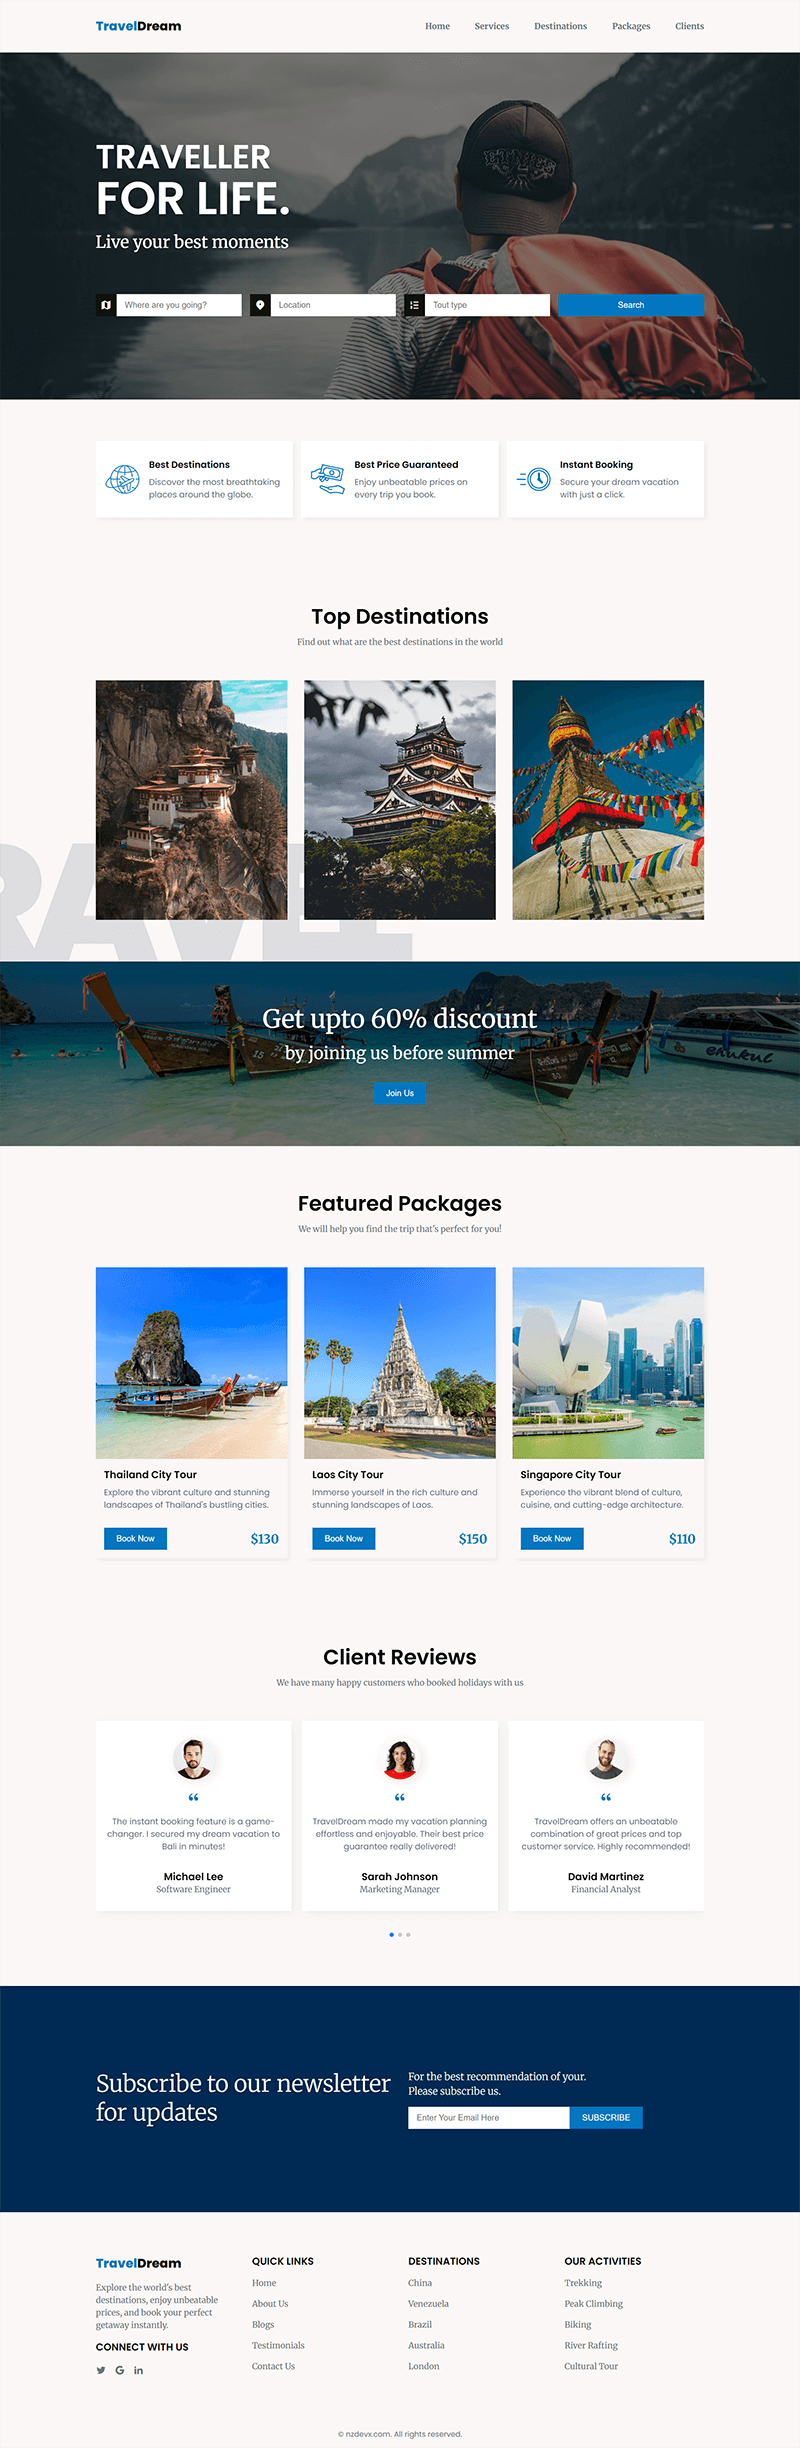 TravelDream
Home Services Destinations Packages Clients
ETNIES
TRAVELLER
FOR LIFE.
Live your best moments
Where are you going?
Location
Tout type
Search
Best Destinations
Discover the most breathtaking
places around the globe.
Best Price Guaranteed
Enjoy unbeatable prices on
every trip you book.
Instant Booking
Secure your dream vacation
with just a click.
Top Destinations
Find out what are the best destinations in the world
RAVEL
Get upto 60% discount
by joining us before summer
Join Us
Featured Packages
We will help you find the trip that's perfect for you!
Thailand City Tour
Explore the vibrant culture and stunning
landscapes of Thailand's bustling cities.
Book Now
$130
Laos City Tour
Immerse yourself in the rich culture and
stunning landscapes of Laos.
Book Now
$150
Singapore City Tour
Experience the vibrant blend of culture,
cuisine, and cutting-edge architecture.
Book Now
$110
Client Reviews
We have many happy customers who booked holidays with us
“
The instant booking feature is a game-
changer. I secured my dream vacation to
Bali in minutes!
Michael Lee
Software Engineer
“
TravelDream made my vacation planning
effortless and enjoyable. Their best price
guarantee really delivered!
Sarah Johnson
Marketing Manager
“
TravelDream offers an unbeatable
combination of great prices and top
customer service. Highly recommended!
David Martinez
Financial Analyst
Subscribe to our newsletter
for updates
For the best recommendation of your.
Please subscribe us.
Enter Your Email Here
SUBSCRIBE
TravelDream
Explore the world's best
destinations, enjoy unbeatable
prices, and book your perfect
getaway instantly.
CONNECT WITH US
QUICK LINKS
Home
About Us
Blogs
Testimonials
Contact Us
DESTINATIONS
China
Venezuela
Brazil
Australia
London
OUR ACTIVITIES
Trekking
Peak Climbing
Biking
River Rafting
Cultural Tour
© nzdevx.com. All rights reserved.